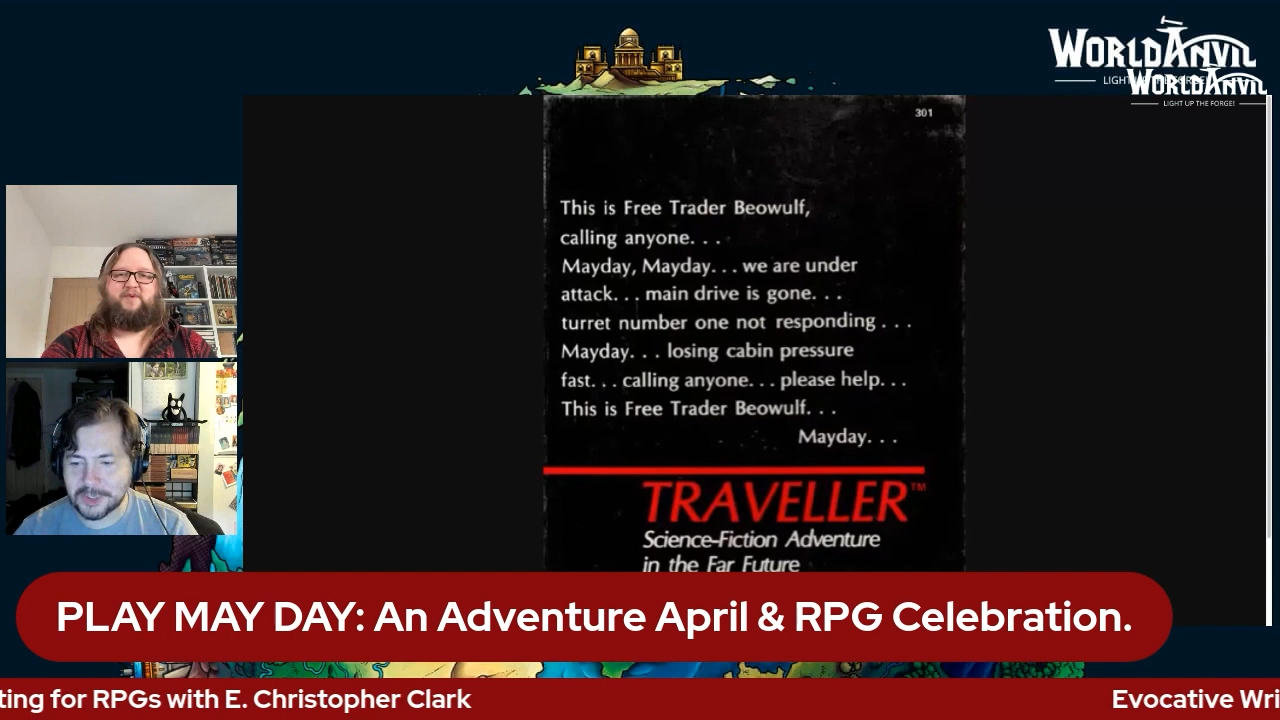 WORLDANVIL
LIGHT
WORLDANVIL
LIGHT UP THE FORGE!
301
This is Free Trader Beowulf,
calling anyone. . .
Mayday, Mayday. . . we are under
attack. . . main drive is gone. . .
turret number one not responding . . .
Mayday. . . losing cabin pressure
fast. . . calling anyone. . . please help. . .
This is Free Trader Beowulf. . .
Mayday. . .
TRAVELLER™
Science-Fiction Adventure
in the Far Future
PLAY MAY DAY: An Adventure April & RPG Celebration.
ting for RPGs with E. Christopher Clark
Evocative Wri